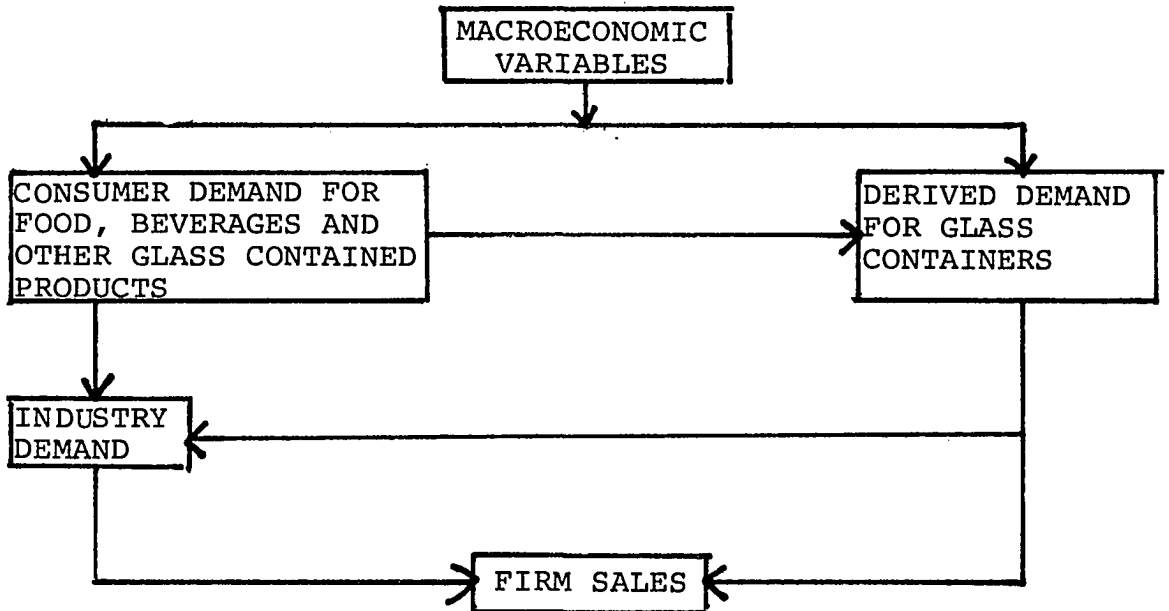 MACROECONOMIC
VARIABLES
CONSUMER DEMAND FOR
FOOD, BEVERAGES AND
OTHER GLASS CONTAINED
PRODUCTS
DERIVED DEMAND
FOR GLASS
CONTAINERS
INDUSTRY
DEMAND
FIRM SALES